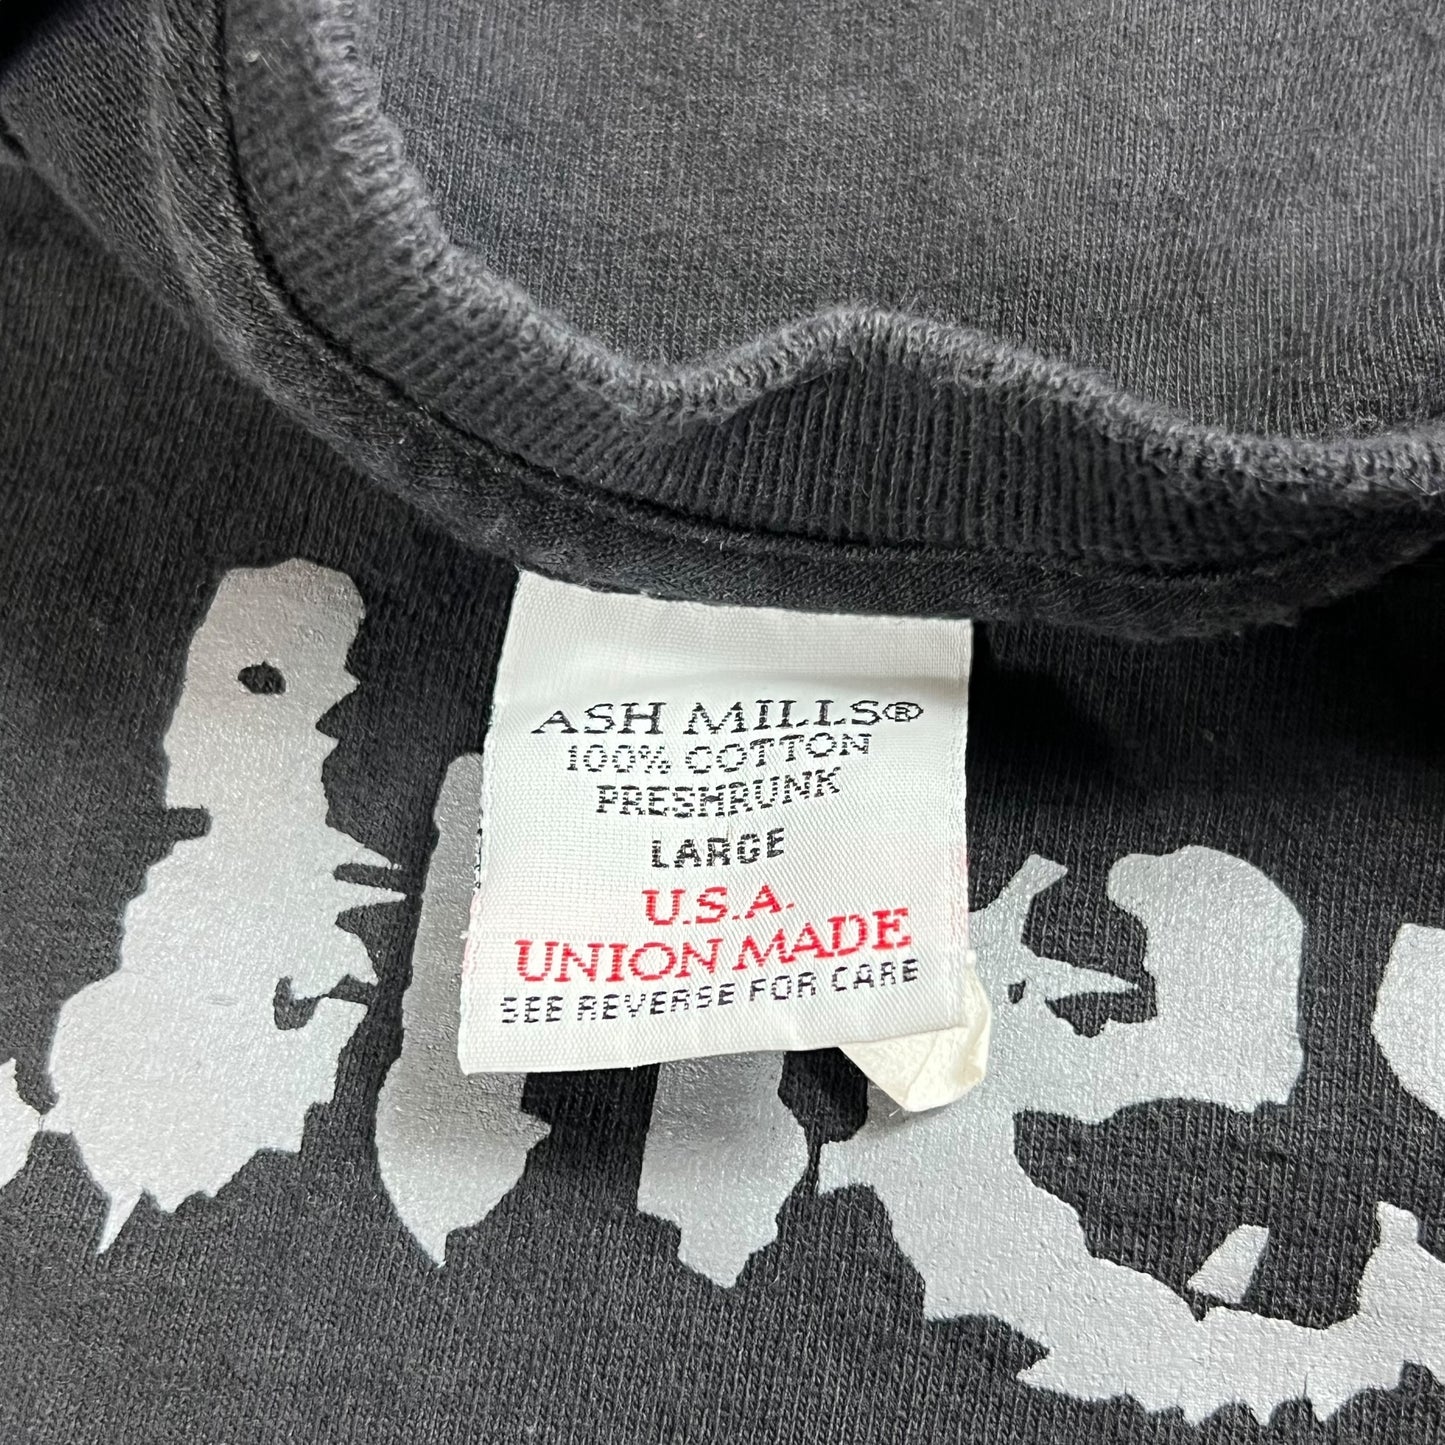 ASH MILLS®
100% COTTON
PRESHRUNK
LARGE
U.S.A.
UNION MADE
SEE REVERSE FOR CARE